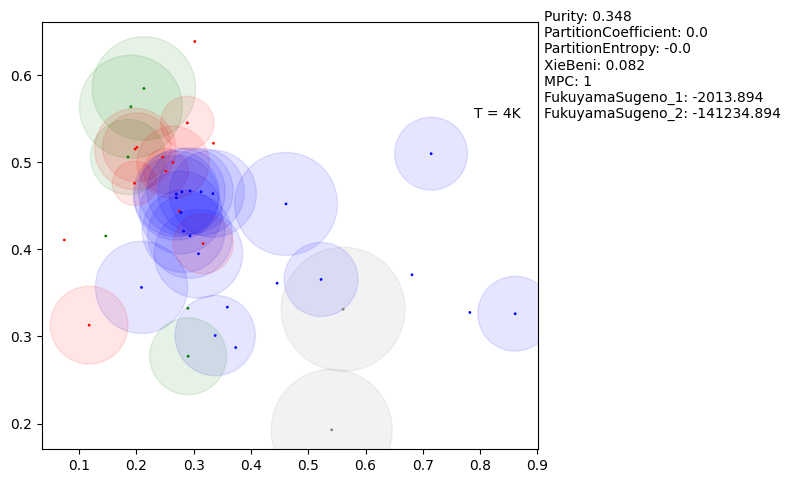 Purity: 0.348
PartitionCoefficient: 0.0
PartitionEntropy: -0.0
XieBeni: 0.082
MPC: 1
FukuyamaSugeno_1: -2013.894
FukuyamaSugeno_2: -141234.894
T = 4K
0.6
0.5
0.4
0.3
0.2
0.1 0.2 0.3 0.4 0.5 0.6 0.7 0.8 0.9